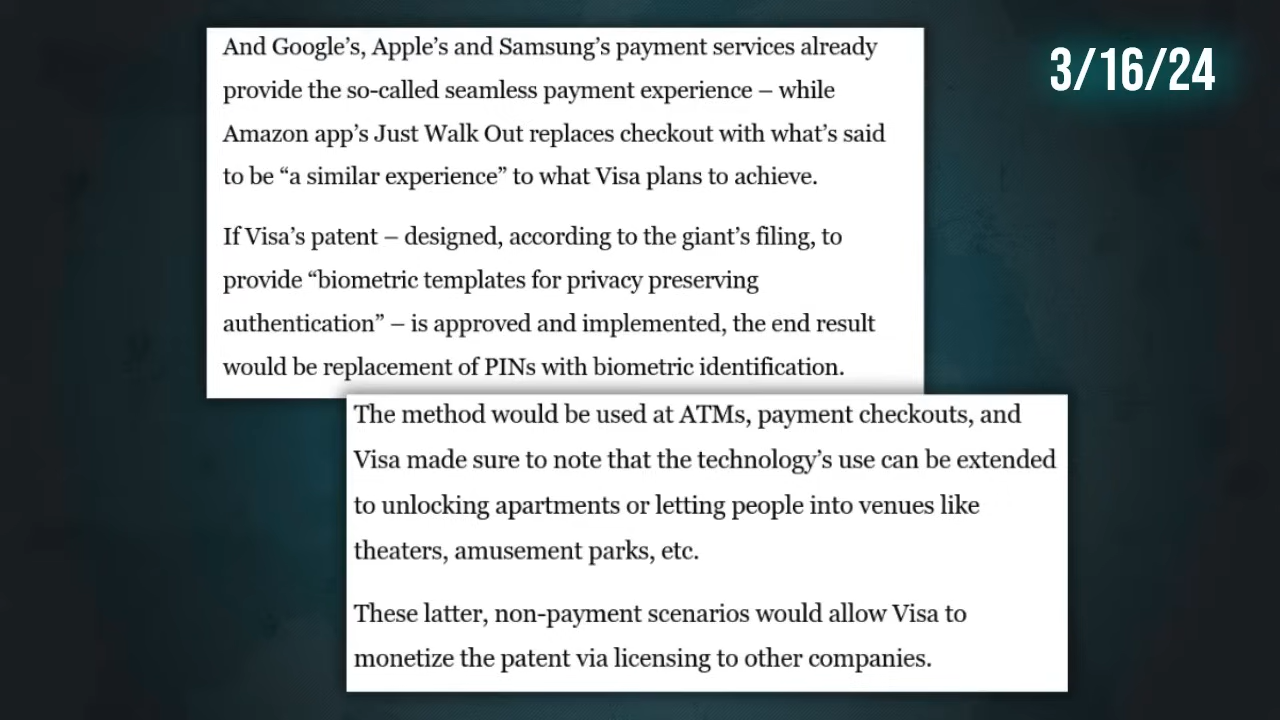 3/16/24
And Google’s, Apple’s and Samsung’s payment services already
provide the so-called seamless payment experience – while
Amazon app’s Just Walk Out replaces checkout with what’s said
to be “a similar experience” to what Visa plans to achieve.
If Visa’s patent – designed, according to the giant’s filing, to
provide “biometric templates for privacy preserving
authentication” – is approved and implemented, the end result
would be replacement of PINs with biometric identification.
The method would be used at ATMs, payment checkouts, and
Visa made sure to note that the technology’s use can be extended
to unlocking apartments or letting people into venues like
theaters, amusement parks, etc.
These latter, non-payment scenarios would allow Visa to
monetize the patent via licensing to other companies.